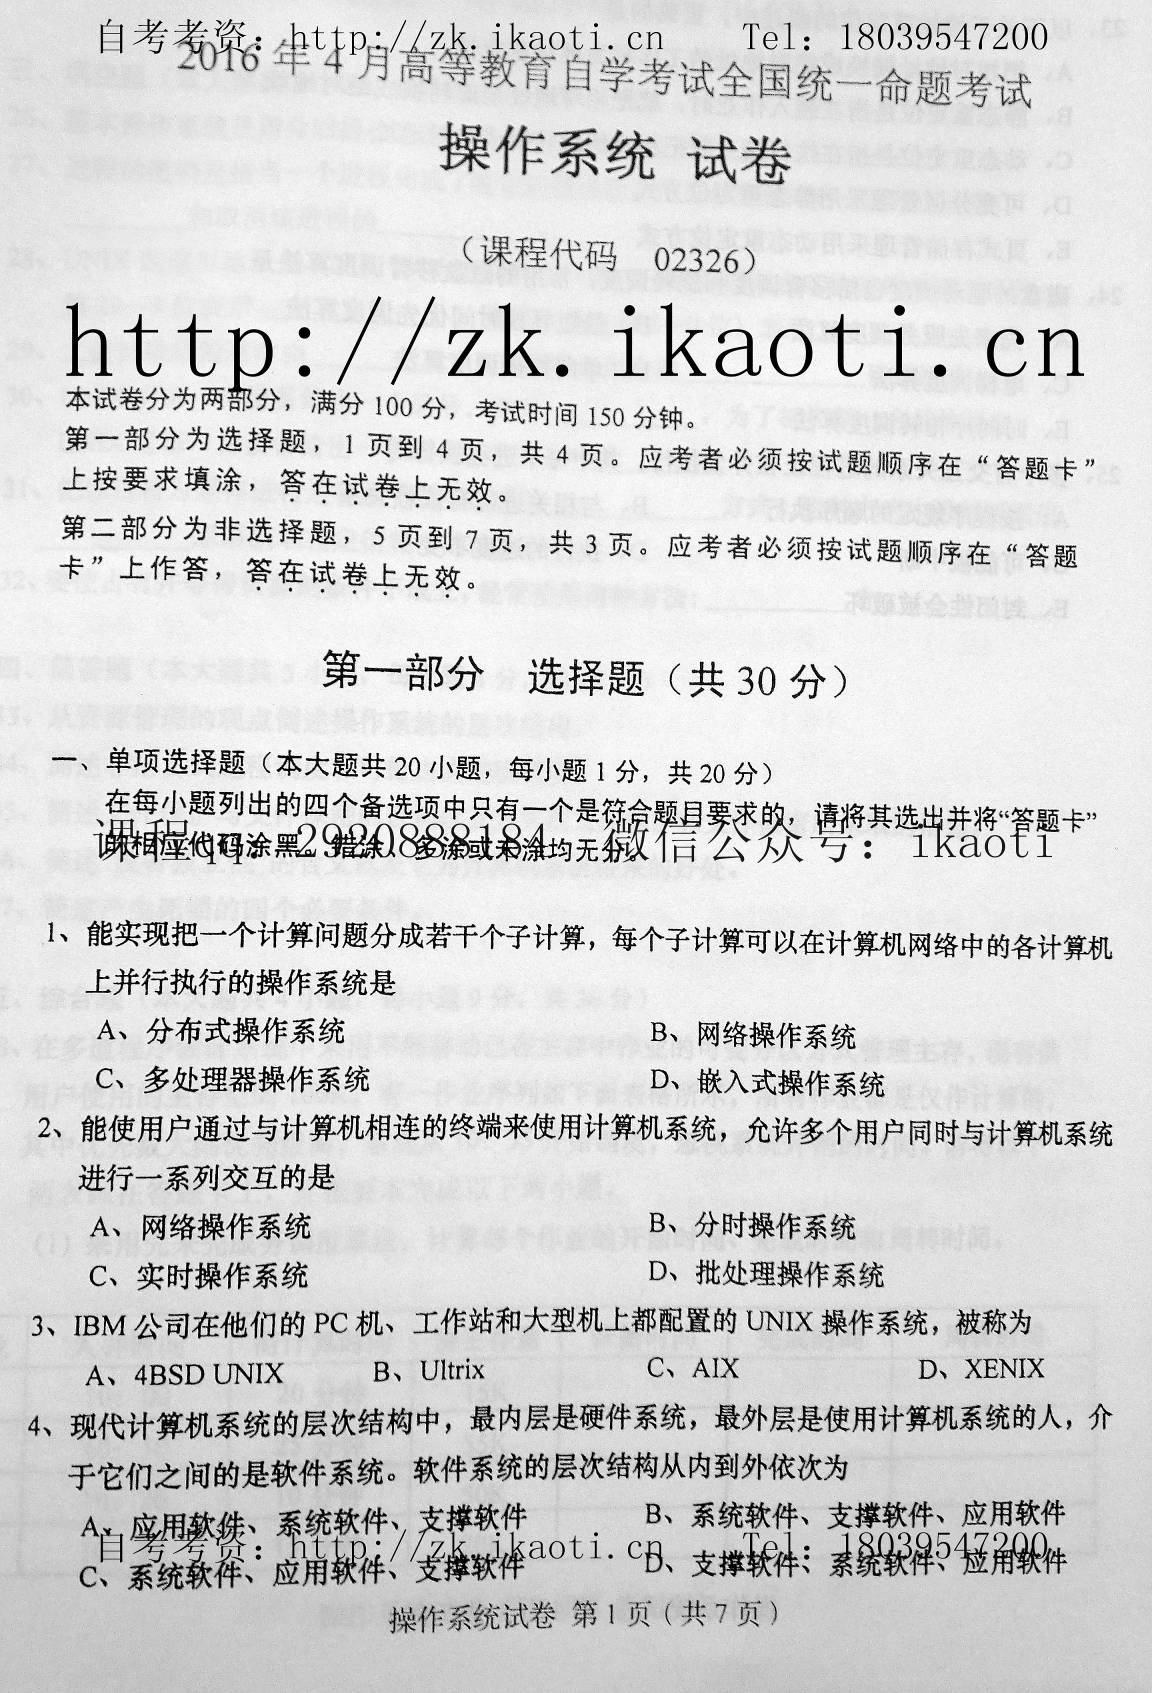 自考考资：http://zk.ikaoti.cn Tel：18039547200
2016年4月高等教育自学考试全国统一命题考试
操作系统 试卷
（课程代码 02326）
http://zk.ikaoti.cn
本试卷分为两部分，满分 100 分，考试时间 150 分钟。
第一部分为选择题，1 页到 4 页，共 4 页。应考者必须按试题顺序在“答题卡”
上按要求填涂，答在试卷上无效。
第二部分为非选择题，5 页到 7 页，共 3 页。应考者必须按试题顺序在“答题
卡”上作答，答在试卷上无效。
第一部分 选择题（共 30 分）
一、单项选择题（本大题共 20 小题，每小题 1 分，共 20 分）
在每小题列出的四个备选项中只有一个是符合题目要求的，请将其选出并将“答题卡”
的相应代码涂黑。错涂、多涂或未涂均无分。
课程qq：2920888184 微信公众号：ikaoti
1、能实现把一个计算问题分成若干个子计算，每个子计算可以在计算机网络中的各计算机
上并行执行的操作系统是
A、分布式操作系统 B、网络操作系统
C、多处理器操作系统 D、嵌入式操作系统
2、能使用户通过与计算机相连的终端来使用计算机系统，允许多个用户同时与计算机系统
进行一系列交互的是
A、网络操作系统 B、分时操作系统
C、实时操作系统 D、批处理操作系统
3、IBM 公司在他们的 PC 机、工作站和大型机上都配置的 UNIX 操作系统，被称为
A、4BSD UNIX B、Ultrix C、AIX D、XENIX
4、现代计算机系统的层次结构中，最内层是硬件系统，最外层是使用计算机系统的人，介
于它们之间的是软件系统。软件系统的层次结构从内到外依次为
A、应用软件、系统软件、支撑软件 B、系统软件、支撑软件、应用软件
自考考资：http://zk.ikaoti.cn Tel：18039547200
C、系统软件、应用软件、支撑软件 D、支撑软件、系统软件、应用软件
操作系统试卷 第 1 页（共 7 页）